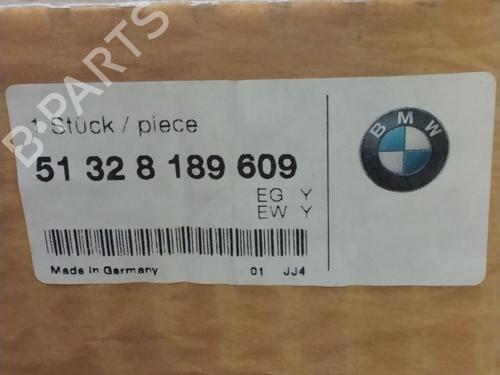 B-PARTS
1 Stück / piece
51 32 8 189 609
EG Y
EW Y
Made in Germany 01 JJ4
BMW